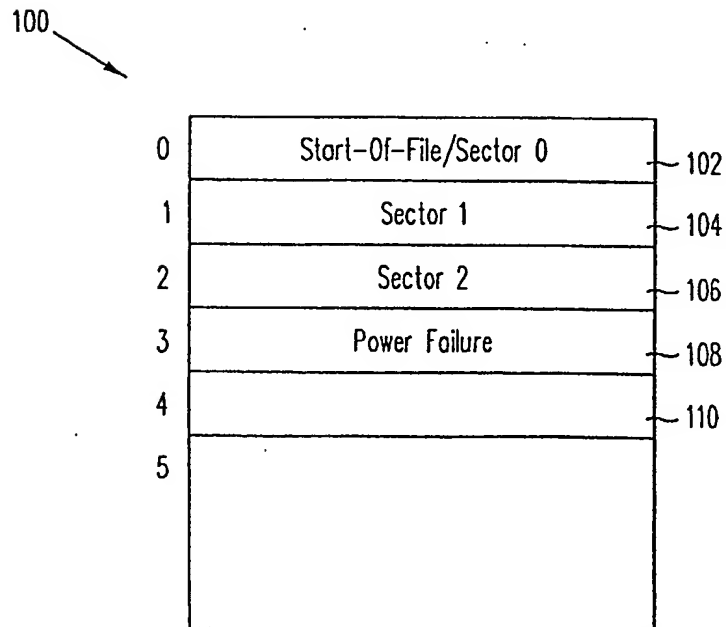 100
0 Start-Of-File/Sector 0 102
1 Sector 1 104
2 Sector 2 106
3 Power Failure 108
4 110
5